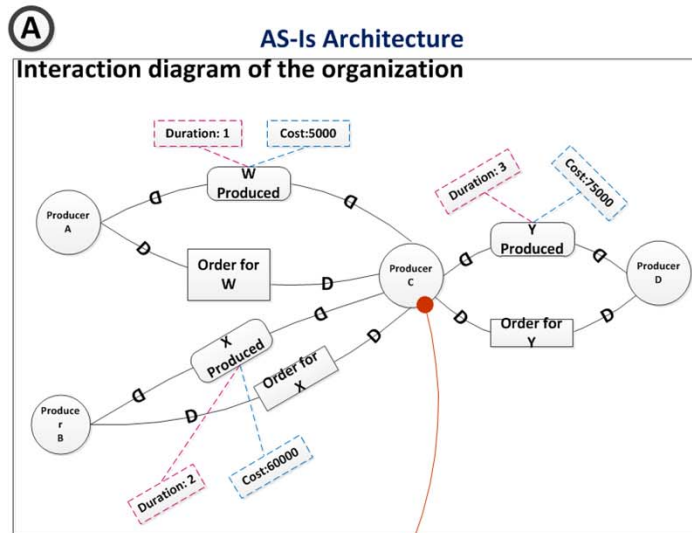 A
AS-Is Architecture
Interaction diagram of the organization
Duration: 1
Cost:5000
W
Produced
D
D
Producer
A
D
Order for
W
D
Producer
C
Duration: 3
Cost:75000
Y
Produced
D
D
Producer
D
D
Order for
Y
D
X
Produced
D
D
Order for
X
D
D
Produce
r
B
Duration: 2
Cost:60000